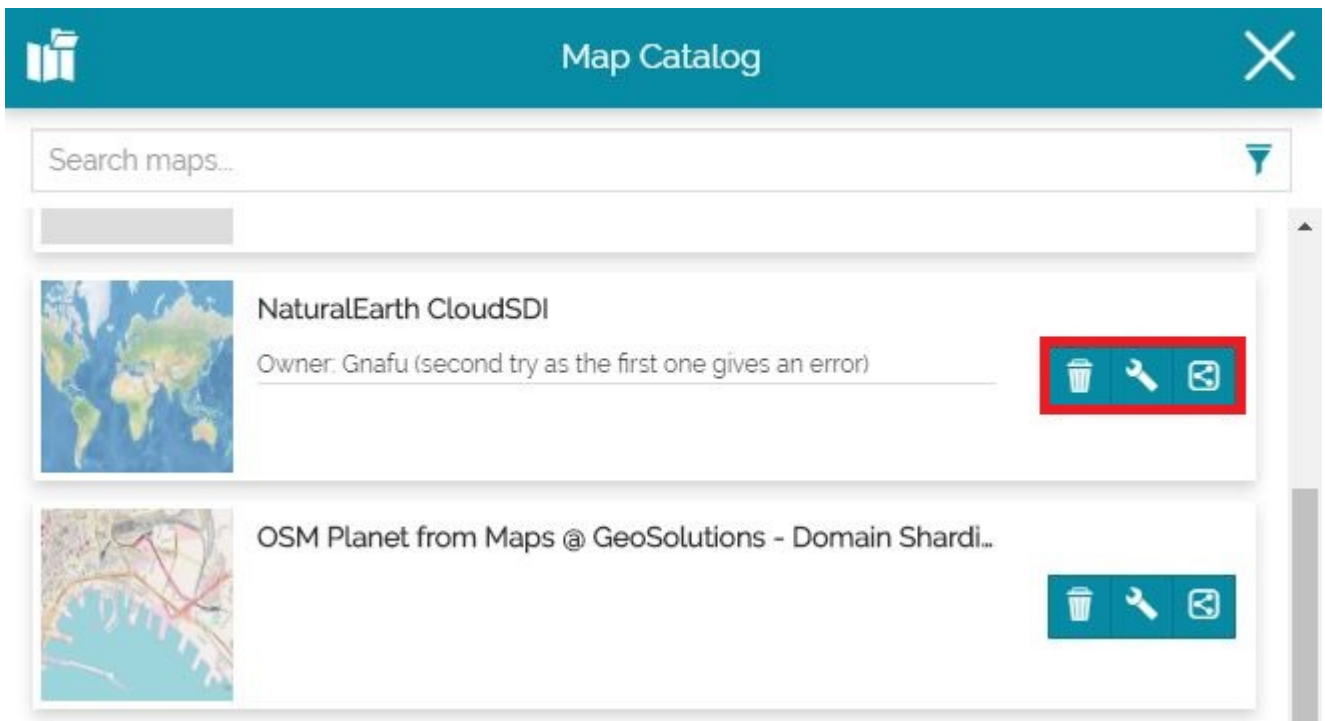 Map Catalog
Search maps...
NaturalEarth CloudSDI
Owner: Gnafu (second try as the first one gives an error)
OSM Planet from Maps @ GeoSolutions - Domain Shardi...